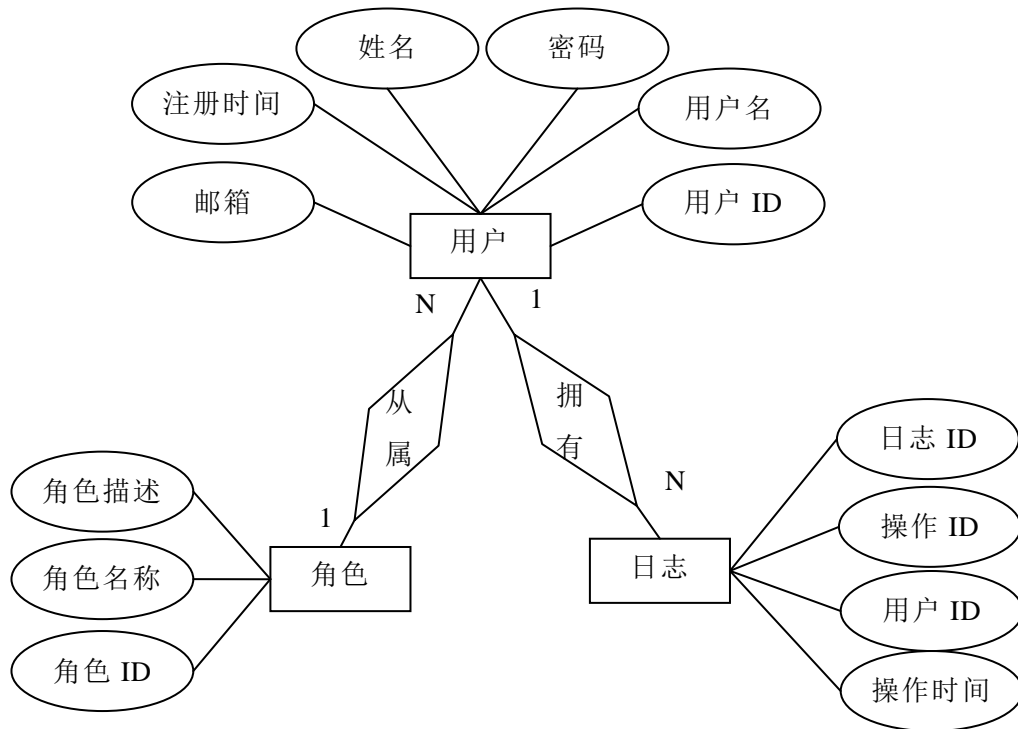 姓名
密码
注册时间
用户名
邮箱
用户 ID
用户
N
1
从
属
拥
有
日志 ID
角色描述
N
操作 ID
1
角色名称
角色
日志
用户 ID
角色 ID
操作时间